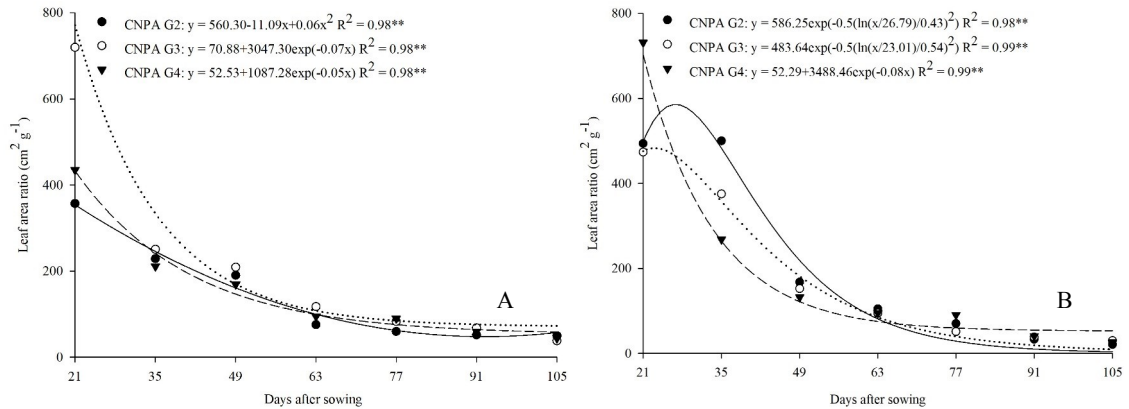 CNPA G2: y = 560.30-11.09x+0.06x² R² = 0.98**
CNPA G3: y = 70.88+3047.30exp(-0.07x) R² = 0.98**
CNPA G4: y = 52.53+1087.28exp(-0.05x) R² = 0.98**
800
600
400
200
0
Leaf area ratio (cm² g⁻¹)
A
21 35 49 63 77 91 105
Days after sowing
CNPA G2: y = 586.25exp(-0.5(ln(x/26.79)/0.43)²) R² = 0.98**
CNPA G3: y = 483.64exp(-0.5(ln(x/23.01)/0.54)²) R² = 0.99**
CNPA G4: y = 52.29+3488.46exp(-0.08x) R² = 0.99**
800
600
400
200
0
Leaf area ratio (cm² g⁻¹)
B
21 35 49 63 77 91 105
Days after sowing